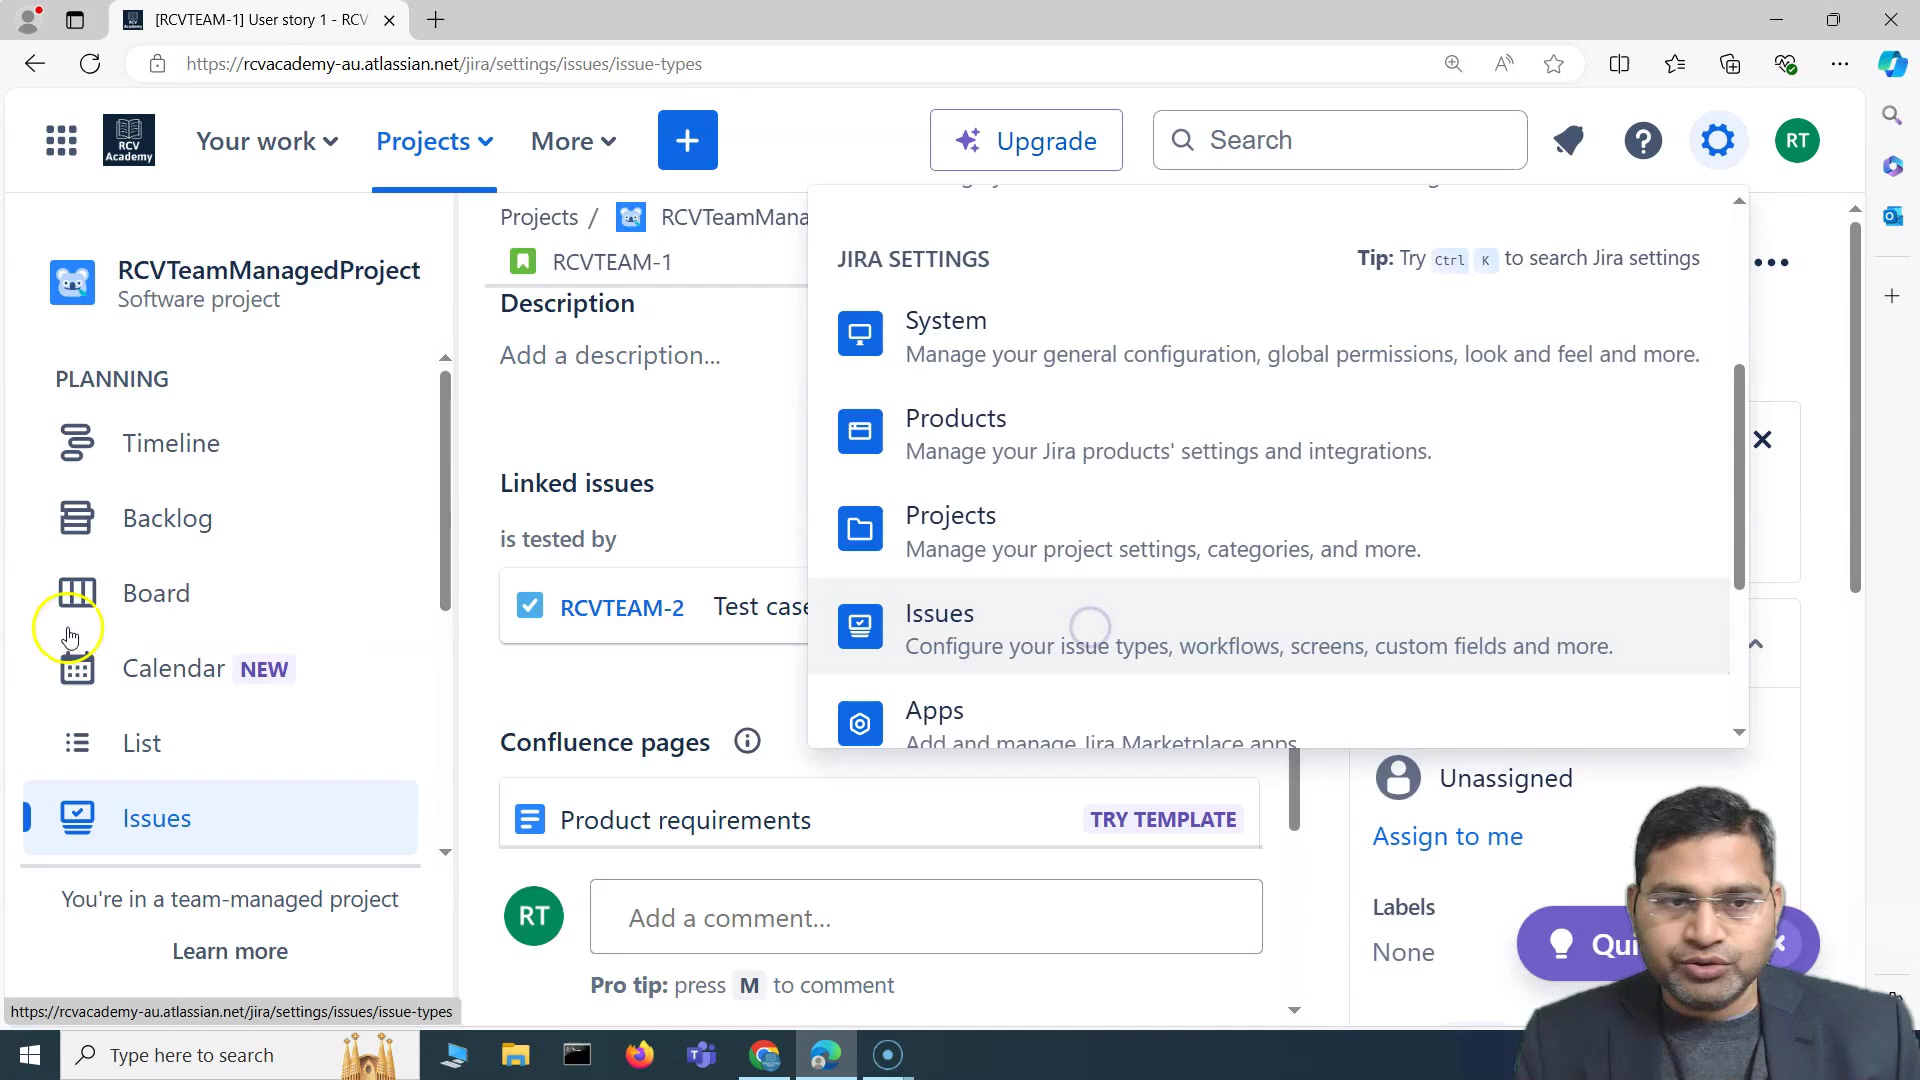 [RCVTEAM-1] User story 1 - RCV
https://rcvacademy-au.atlassian.net/jira/settings/issues/issue-types
RCV
Academy
Your work
Projects
More
Upgrade
Search
RT
RCVTeamManagedProject
Software project
PLANNING
Timeline
Backlog
Board
Calendar NEW
List
Issues
You're in a team-managed project
Learn more
https://rcvacademy-au.atlassian.net/jira/settings/issues/issue-types
Projects / RCVTeamMana
RCVTEAM-1
Description
Add a description...
Linked issues
is tested by
RCVTEAM-2 Test case
Confluence pages
Product requirements TRY TEMPLATE
RT Add a comment...
Pro tip: press M to comment
JIRA SETTINGS
Tip: Try Ctrl K to search Jira settings
System
Manage your general configuration, global permissions, look and feel and more.
Products
Manage your Jira products' settings and integrations.
Projects
Manage your project settings, categories, and more.
Issues
Configure your issue types, workflows, screens, custom fields and more.
Apps
Add and manage Jira Marketplace apps.
Unassigned
Assign to me
Labels
None
Qui
Type here to search